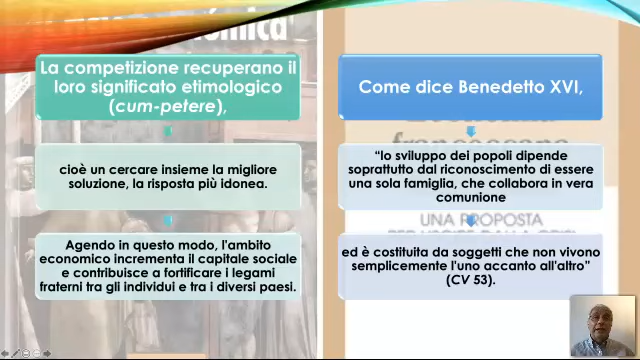 La competizione recuperano il
loro significato etimologico
(cum-petere),
cioè un cercare insieme la migliore
soluzione, la risposta più idonea.
Agendo in questo modo, l'ambito
economico incrementa il capitale sociale
e contribuisce a fortificare i legami
fraterni tra gli individui e tra i diversi paesi.
Come dice Benedetto XVI,
“lo sviluppo dei popoli dipende
soprattutto dal riconoscimento di essere
una sola famiglia, che collabora in vera
comunione
UNA PROPOSTA
ed è costituita da soggetti che non vivono
semplicemente l'uno accanto all'altro”
(CV 53).